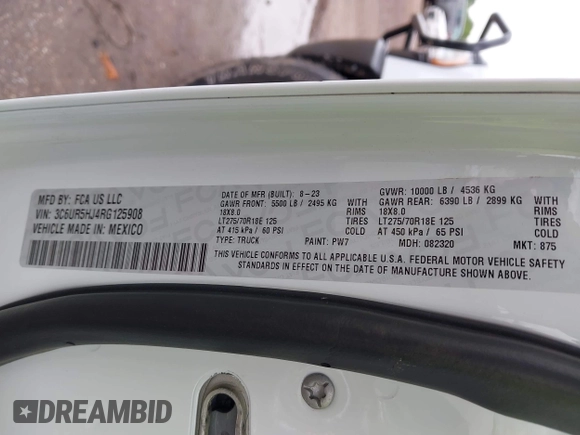 MFD BY: FCA US LLC
VIN: 3C6UR5HJ4RG125908
VEHICLE MADE IN: MEXICO
DATE OF MFR (BUILT): 8-23
GAWR FRONT: 5500 LB / 2495 KG WITH
18X8.0 RIMS
LT275/70R18E 125 TIRES
AT 415 kPa / 60 PSI COLD
TYPE: TRUCK PAINT: PW7
GVWR: 10000 LB / 4536 KG
GAWR REAR: 6390 LB / 2899 KG WITH
18X8.0 RIMS
LT275/70R18E 125 TIRES
AT 450 kPa / 65 PSI COLD
MDH: 082320 MKT: 875
THIS VEHICLE CONFORMS TO ALL APPLICABLE U.S.A. FEDERAL MOTOR VEHICLE SAFETY
STANDARDS IN EFFECT ON THE DATE OF MANUFACTURE SHOWN ABOVE.
DREAMBID